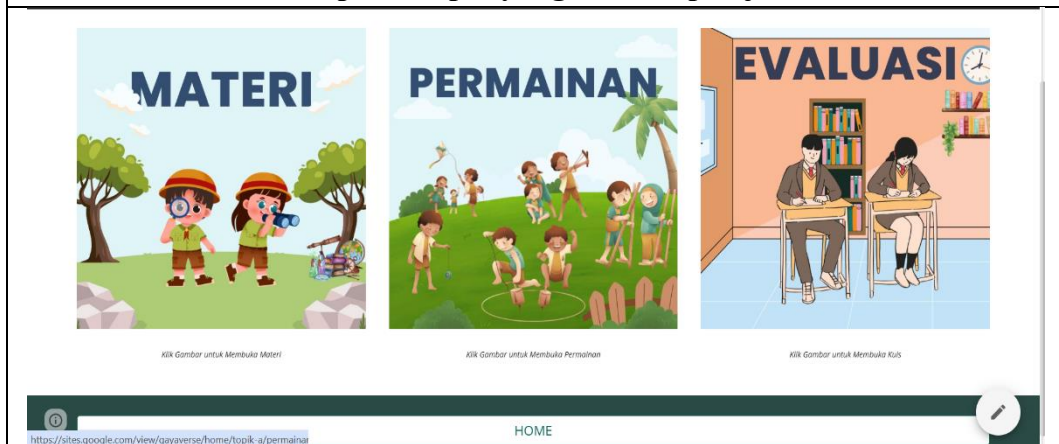 MATERI
PERMAINAN
EVALUASI
Klik Gambar untuk Membuka Materi
Klik Gambar untuk Membuka Permainan
Klik Gambar untuk Membuka Kuis
HOME
https://sites.google.com/view/gayaverse/home/topik-a/permainan